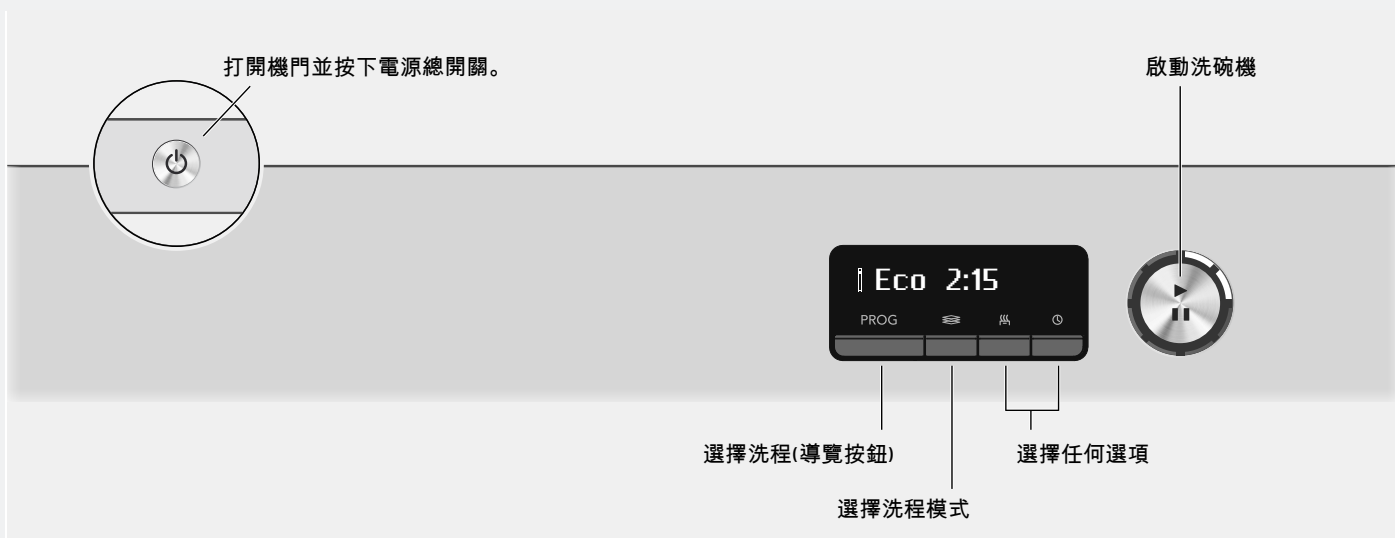 打開機門並按下電源總開關。
啟動洗碗機
Eco 2:15
PROG
選擇洗程(導覽按鈕)
選擇任何選項
選擇洗程模式